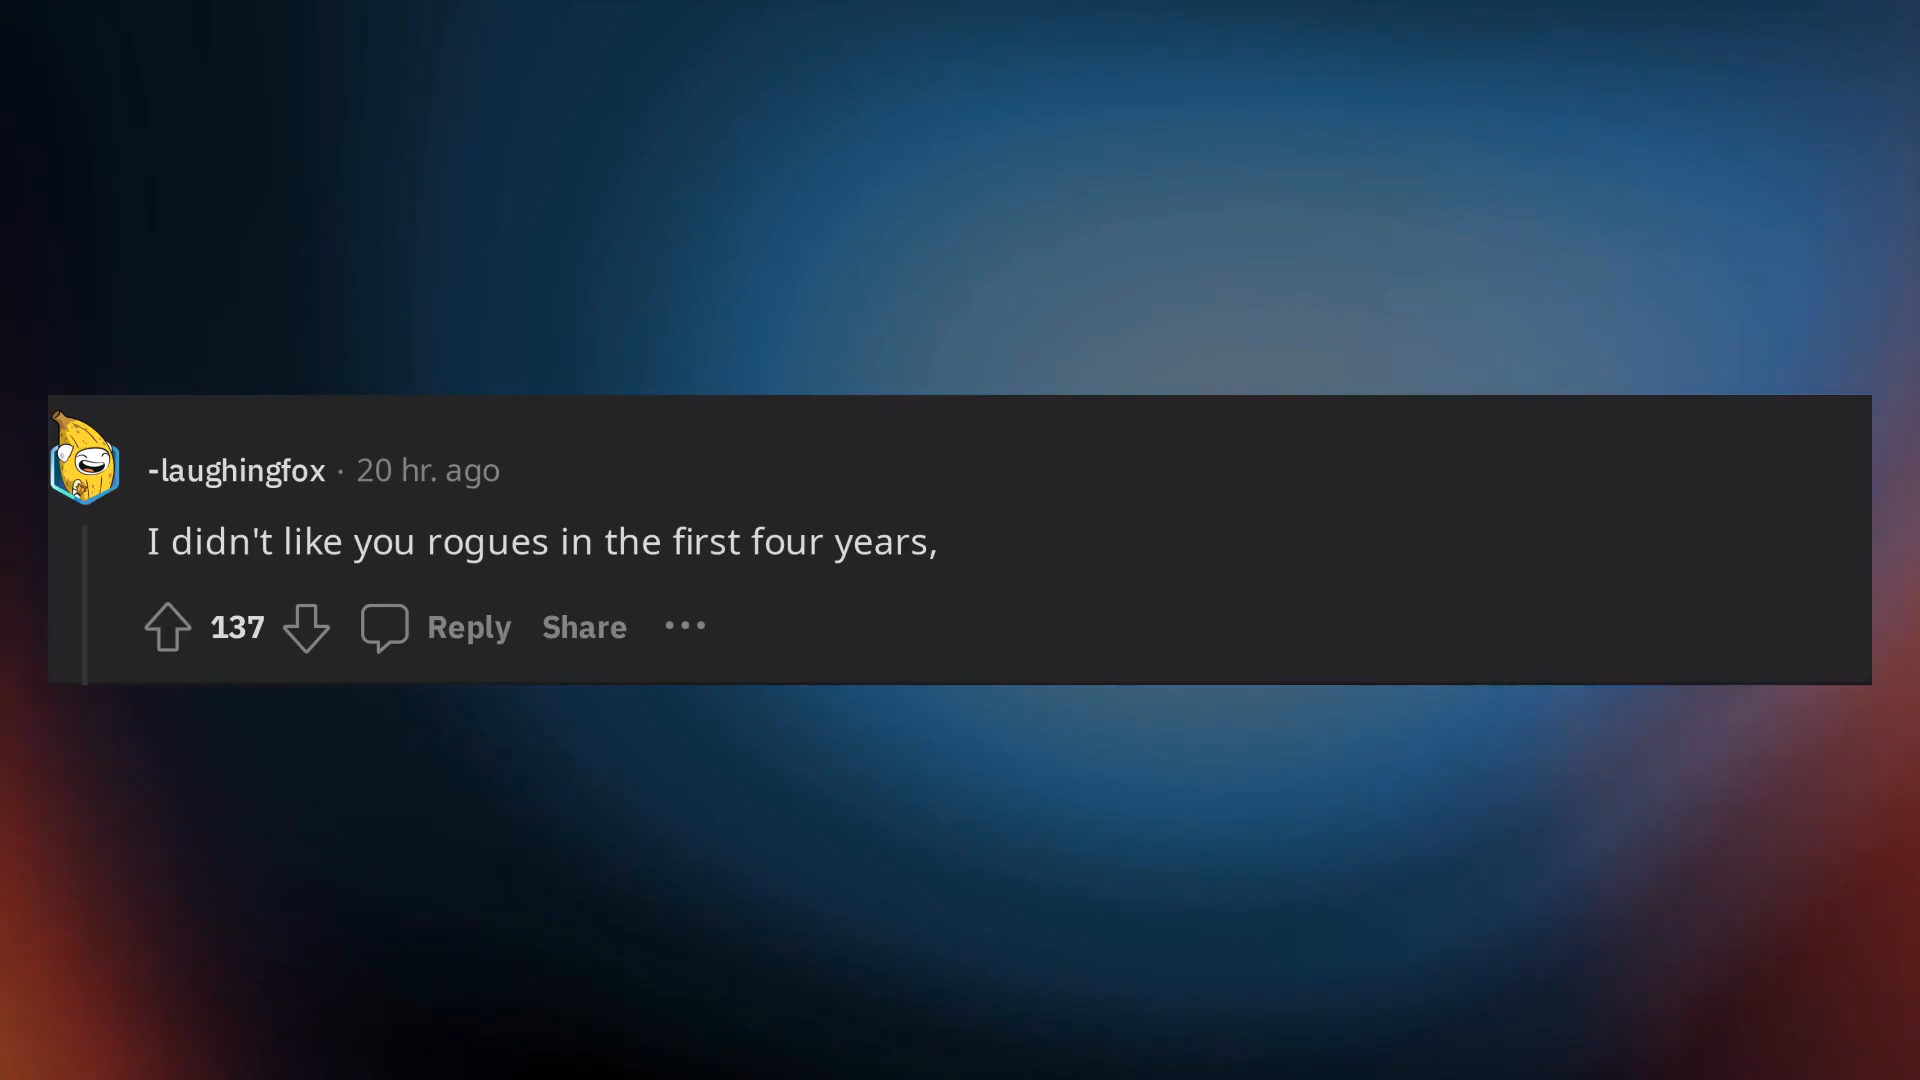 -laughingfox · 20 hr. ago
I didn't like you rogues in the first four years,
137 Reply Share ···